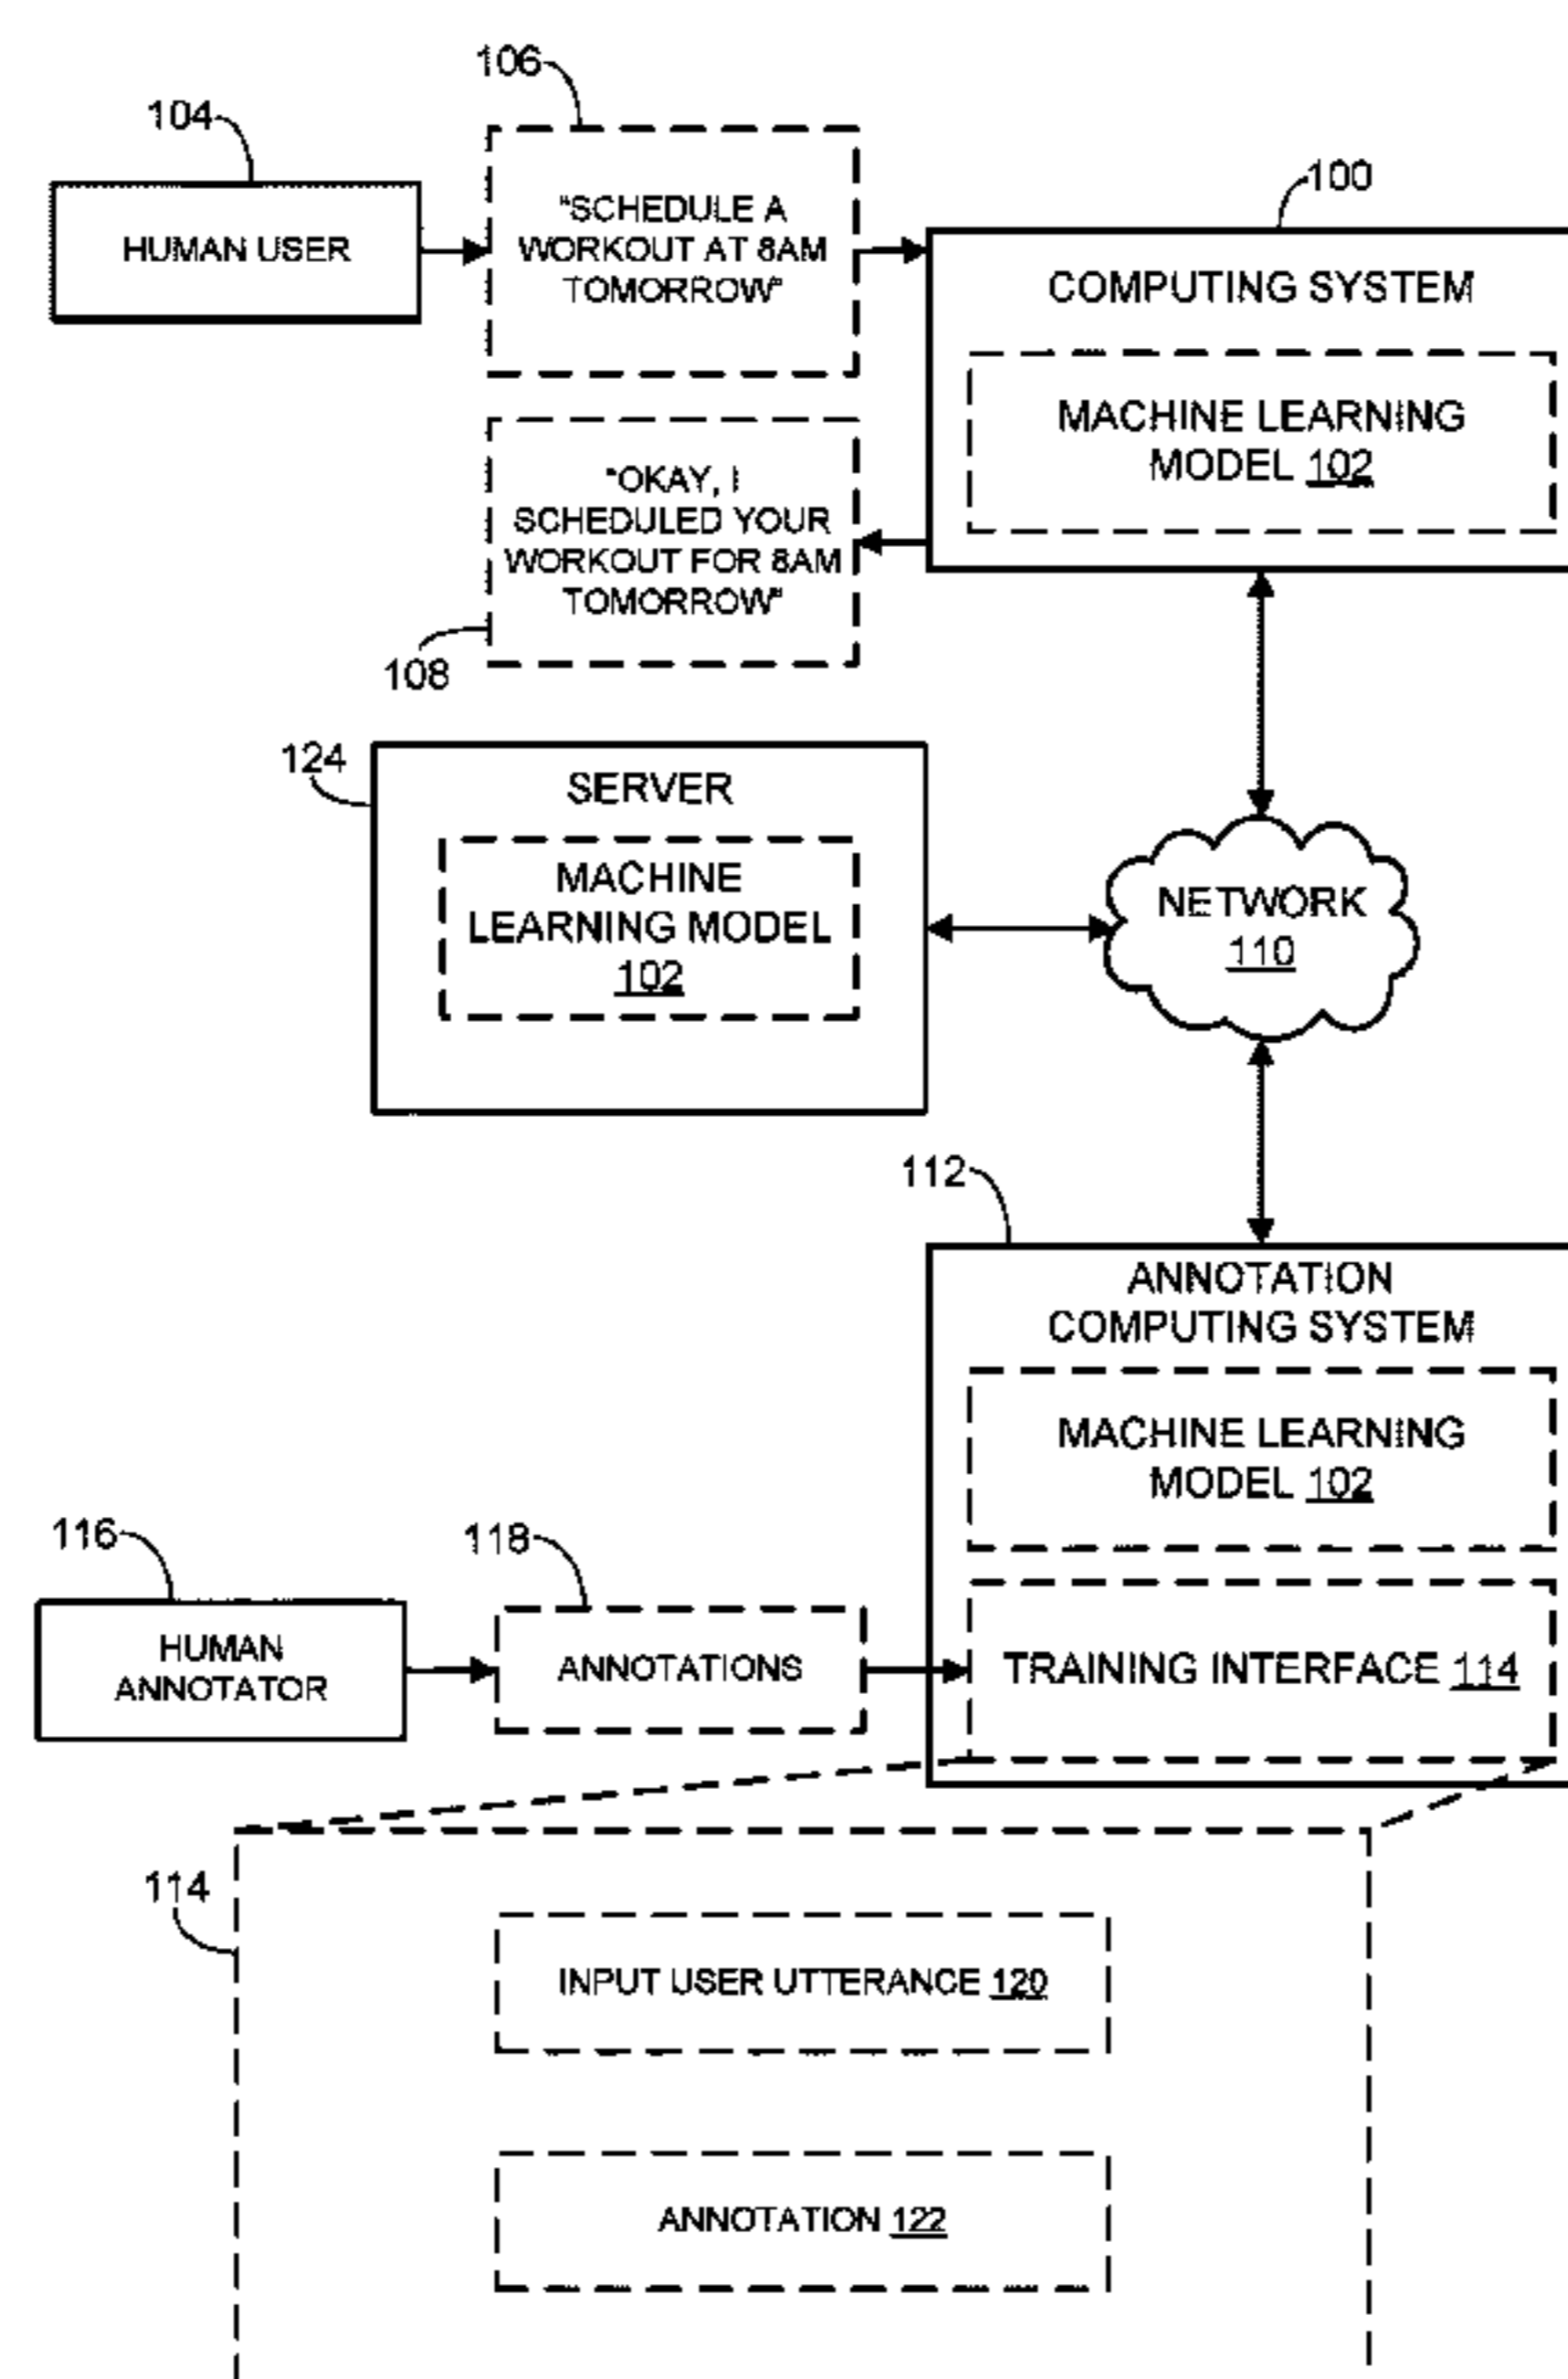 106
104
100
"SCHEDULE A
WORKOUT AT 8AM
TOMORROW"
HUMAN USER
COMPUTING SYSTEM
MACHINE LEARNING
MODEL 102
"OKAY, I
SCHEDULED YOUR
WORKOUT FOR 8AM
TOMORROW"
108
124
SERVER
MACHINE
LEARNING MODEL
102
NETWORK
110
112
ANNOTATION
COMPUTING SYSTEM
MACHINE LEARNING
MODEL 102
116
118
HUMAN
ANNOTATOR
ANNOTATIONS
TRAINING INTERFACE 114
114
INPUT USER UTTERANCE 120
ANNOTATION 122